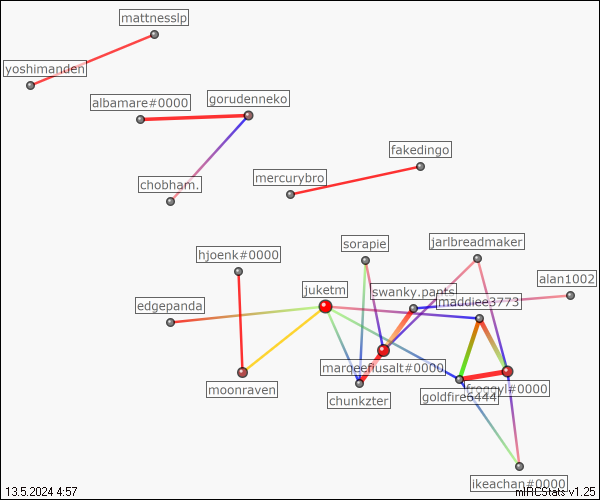 mattnesslp
yoshimanden
albamare#0000
gorudenneko
fakedingo
mercurybro
chobham.
sorapie
jarlbreadmaker
hjoenk#0000
alan1002
juketm
swanky.pants
maddiee3773
edgepanda
marqeeflusalt#0000
moonraven
froggyl#0000
goldfire6444
chunkzter
ikeachan#0000
13.5.2024 4:57
mIRCStats v1.25